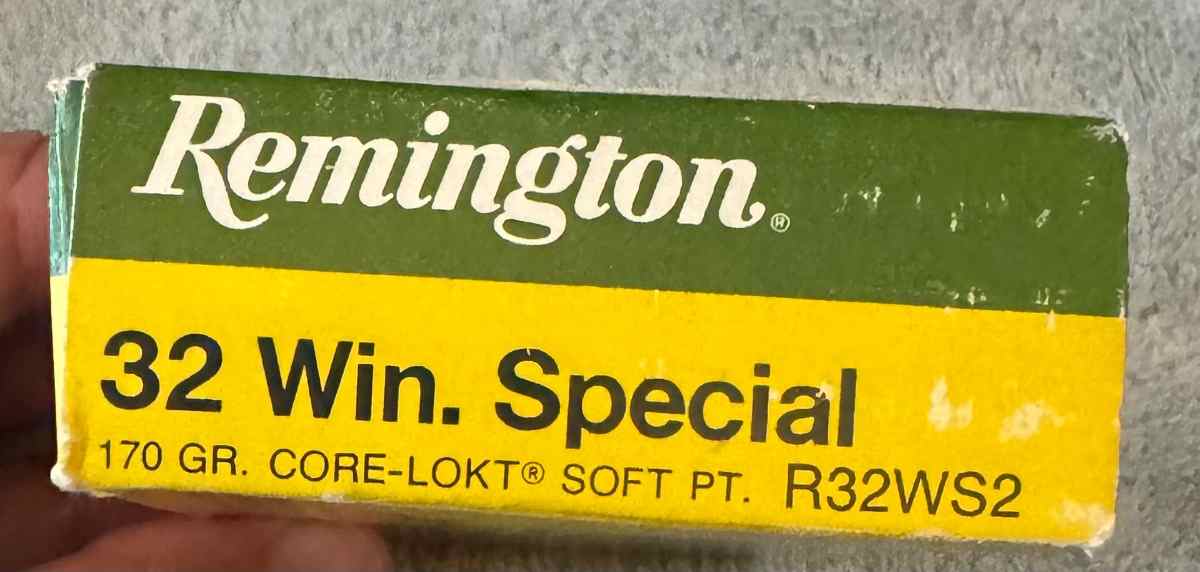 Remington®
32 Win. Special
170 GR. CORE-LOKT® SOFT PT. R32WS2